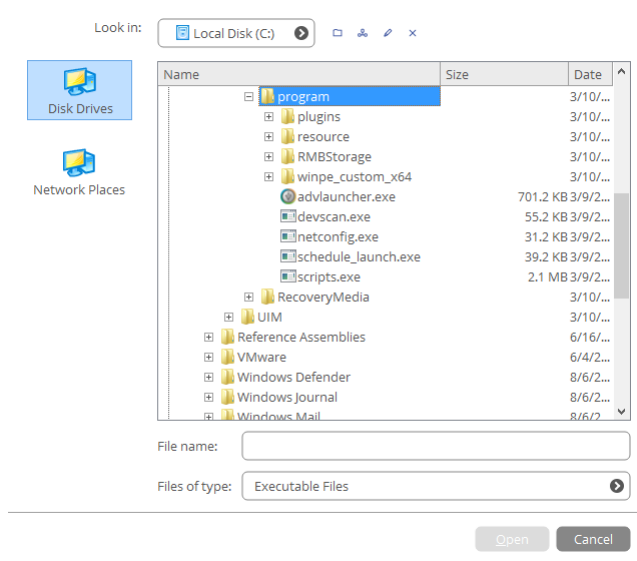 Look in:
Local Disk (C:)
Disk Drives
Network Places
Name Size Date
program 3/10/...
plugins 3/10/...
resource 3/10/...
RMBStorage 3/10/...
winpe_custom_x64 3/10/...
advlauncher.exe 701.2 KB 3/9/2...
devscan.exe 55.2 KB 3/9/2...
netconfig.exe 31.2 KB 3/9/2...
schedule_launch.exe 39.2 KB 3/9/2...
scripts.exe 2.1 MB 3/9/2...
RecoveryMedia 3/10/...
UIM 3/10/...
Reference Assemblies 6/16/...
VMware 6/4/2...
Windows Defender 8/6/2...
Windows Journal 8/6/2...
Windows Mail 8/6/2...
File name:
Files of type: Executable Files
Open Cancel